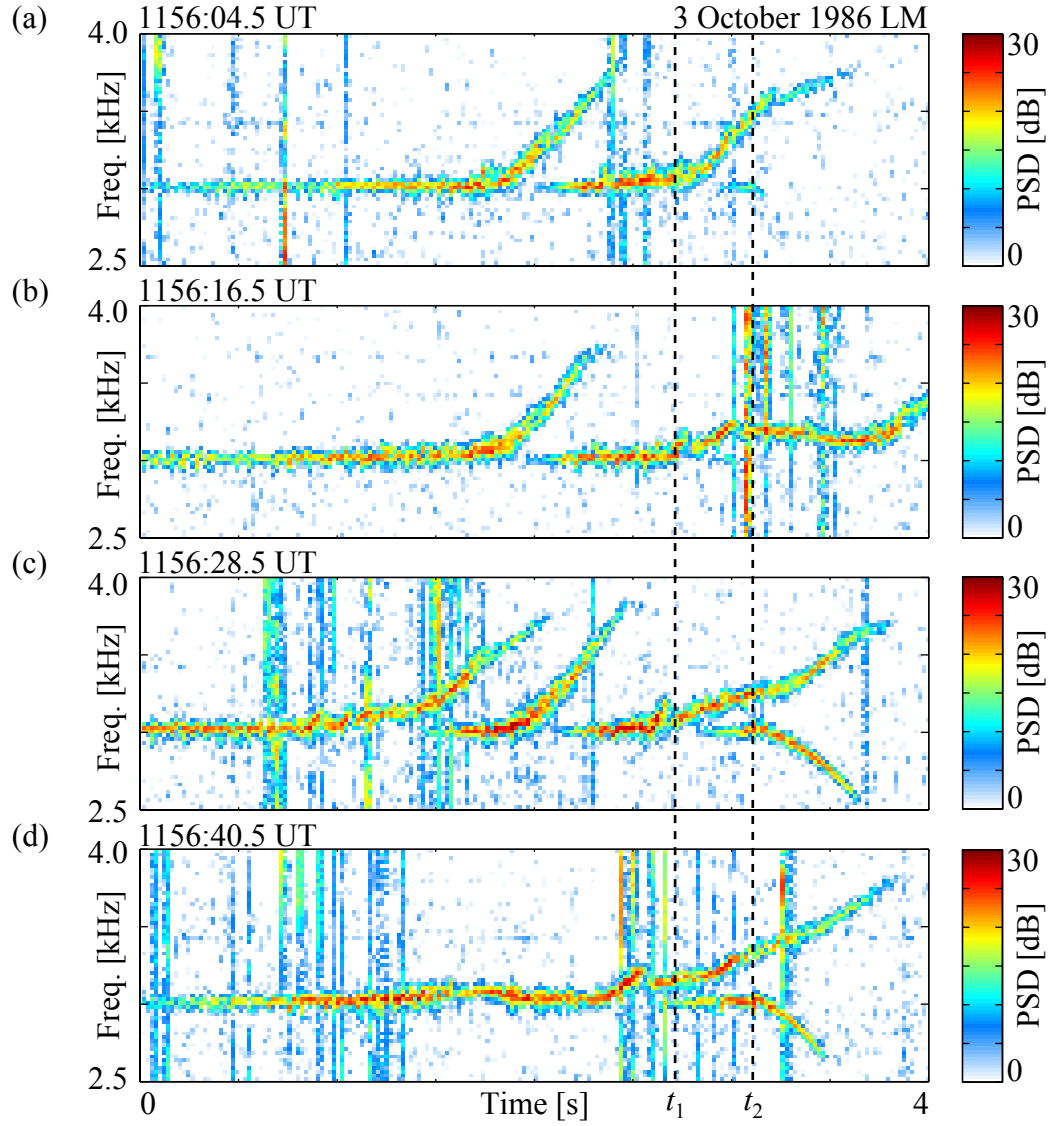 (a)
1156:04.5 UT
3 October 1986 LM
4.0
Freq. [kHz]
2.5
30
PSD [dB]
0
(b)
1156:16.5 UT
4.0
Freq. [kHz]
2.5
30
PSD [dB]
0
(c)
1156:28.5 UT
4.0
Freq. [kHz]
2.5
30
PSD [dB]
0
(d)
1156:40.5 UT
4.0
Freq. [kHz]
2.5
30
PSD [dB]
0
0
Time [s]
t1
t2
4